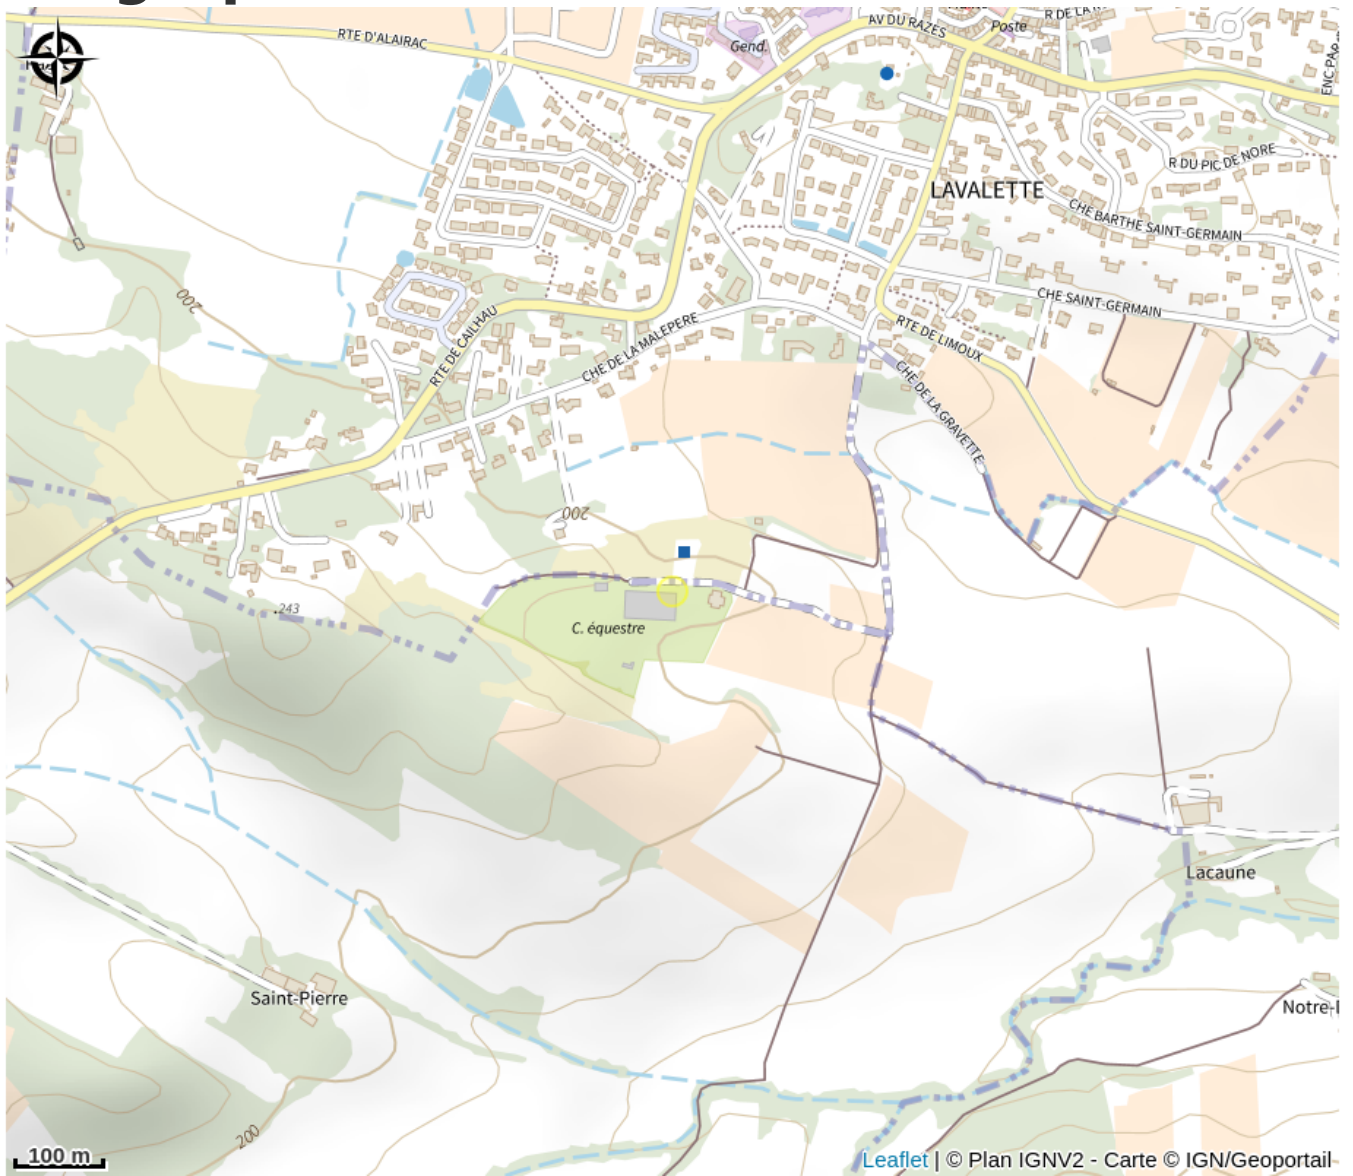 RTE D'ALAIRAC
AV DU RAZES
Poste
Gend.
R DU PIC DE NORE
LAVALETTE
CHE BARTHE SAINT-GERMAIN
200
CHE SAINT-GERMAIN
RTE DE CAILHAU
CHE DE LA MALEPERE
RTE DE LIMOUX
CHE DE LA GRAVETTE
200
243
C. équestre
Lacaune
Saint-Pierre
Notre-
200
100 m
Leaflet | © Plan IGNV2 - Carte © IGN/Geoportail